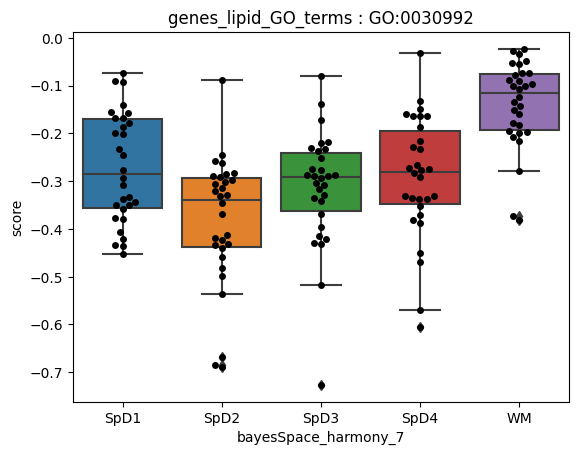 genes_lipid_GO_terms : GO:0030992
0.0
−0.1
−0.2
−0.3
−0.4
−0.5
−0.6
−0.7
score
SpD1 SpD2 SpD3 SpD4 WM
bayesSpace_harmony_7